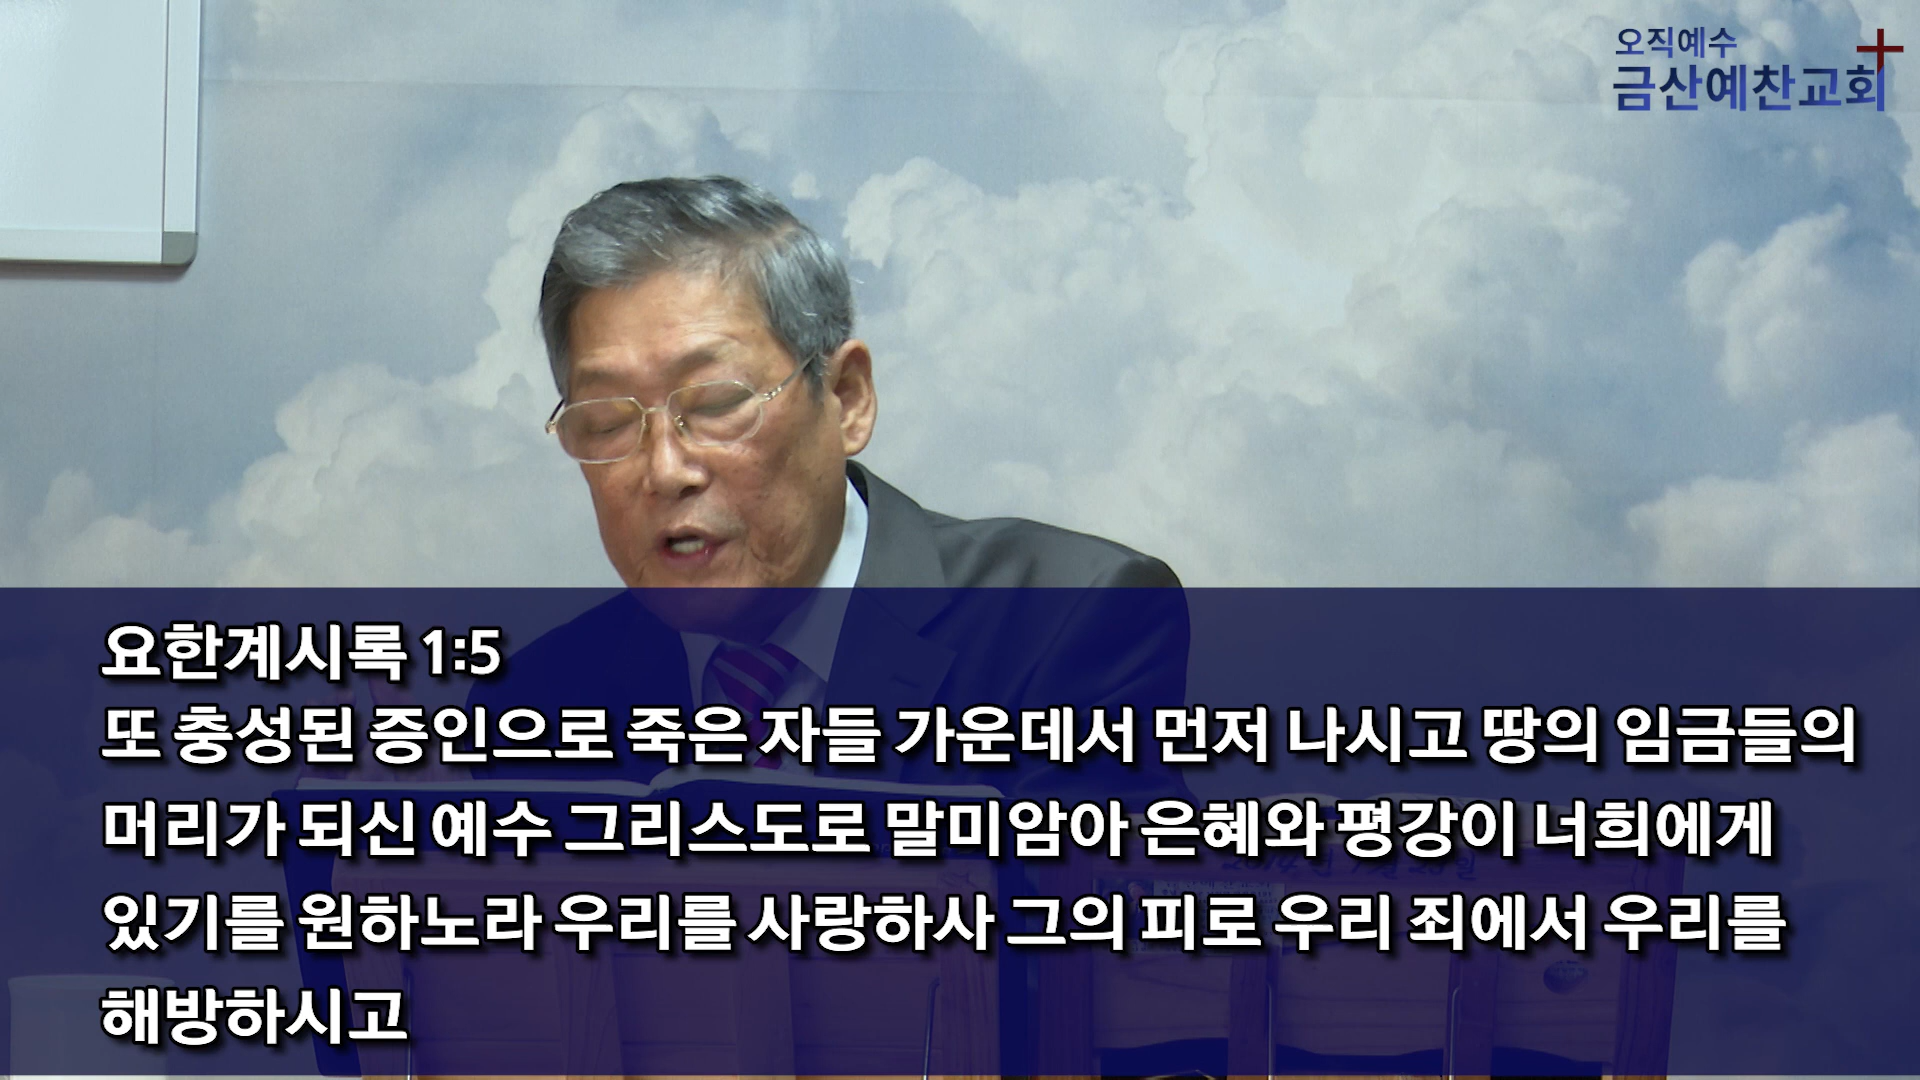 오직예수
금산예찬교회
요한계시록 1:5
또 충성된 증인으로 죽은 자들 가운데서 먼저 나시고 땅의 임금들의
머리가 되신 예수 그리스도로 말미암아 은혜와 평강이 너희에게
있기를 원하노라 우리를 사랑하사 그의 피로 우리 죄에서 우리를
해방하시고